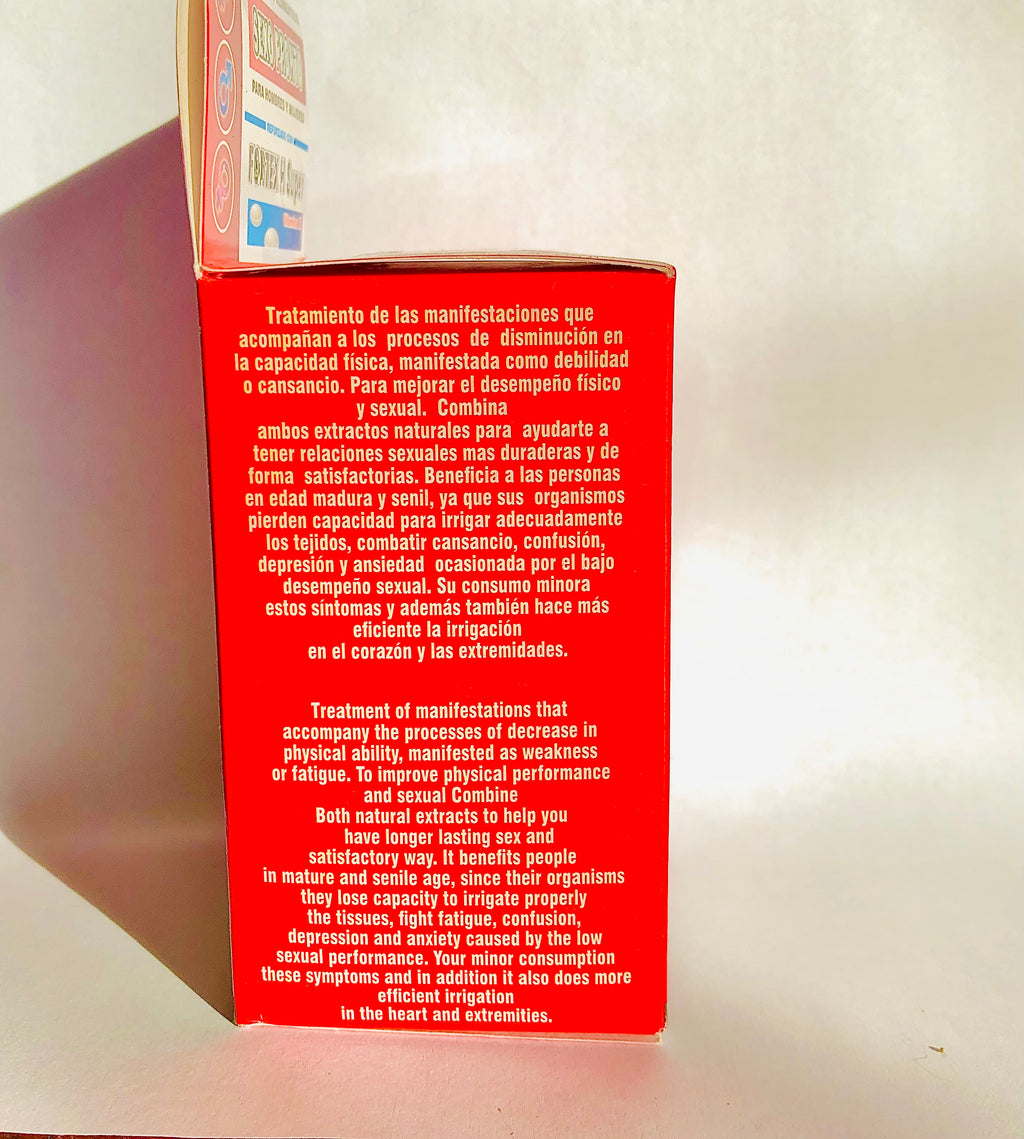 SEXO
PARA HOMBRES Y MUJERES
REFORZADO CON
FORTEX H Super
Tratamiento de las manifestaciones que
acompañan a los procesos de disminución en
la capacidad física, manifestada como debilidad
o cansancio. Para mejorar el desempeño físico
y sexual. Combina
ambos extractos naturales para ayudarte a
tener relaciones sexuales mas duraderas y de
forma satisfactorias. Beneficia a las personas
en edad madura y senil, ya que sus organismos
pierden capacidad para irrigar adecuadamente
los tejidos, combatir cansancio, confusión,
depresión y ansiedad ocasionada por el bajo
desempeño sexual. Su consumo minora
estos síntomas y además también hace más
eficiente la irrigación
en el corazón y las extremidades.
Treatment of manifestations that
accompany the processes of decrease in
physical ability, manifested as weakness
or fatigue. To improve physical performance
and sexual Combine
Both natural extracts to help you
have longer lasting sex and
satisfactory way. It benefits people
in mature and senile age, since their organisms
they lose capacity to irrigate properly
the tissues, fight fatigue, confusion,
depression and anxiety caused by the low
sexual performance. Your minor consumption
these symptoms and in addition it also does more
efficient irrigation
in the heart and extremities.